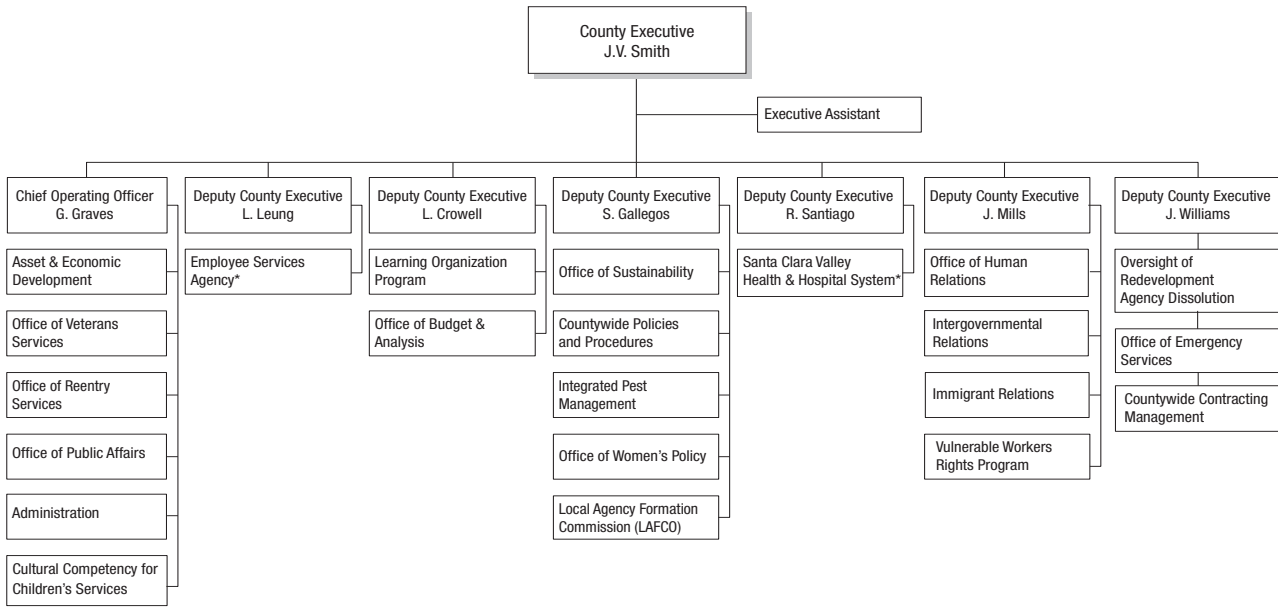 County Executive
J.V. Smith
Executive Assistant
Chief Operating Officer
G. Graves
Asset & Economic
Development
Office of Veterans
Services
Office of Reentry
Services
Office of Public Affairs
Administration
Cultural Competency for
Children's Services
Deputy County Executive
L. Leung
Employee Services
Agency*
Deputy County Executive
L. Crowell
Learning Organization
Program
Office of Budget &
Analysis
Deputy County Executive
S. Gallegos
Office of Sustainability
Countywide Policies
and Procedures
Integrated Pest
Management
Office of Women's Policy
Local Agency Formation
Commission (LAFCO)
Deputy County Executive
R. Santiago
Santa Clara Valley
Health & Hospital System*
Deputy County Executive
J. Mills
Office of Human
Relations
Intergovernmental
Relations
Immigrant Relations
Vulnerable Workers
Rights Program
Deputy County Executive
J. Williams
Oversight of
Redevelopment
Agency Dissolution
Office of Emergency
Services
Countywide Contracting
Management